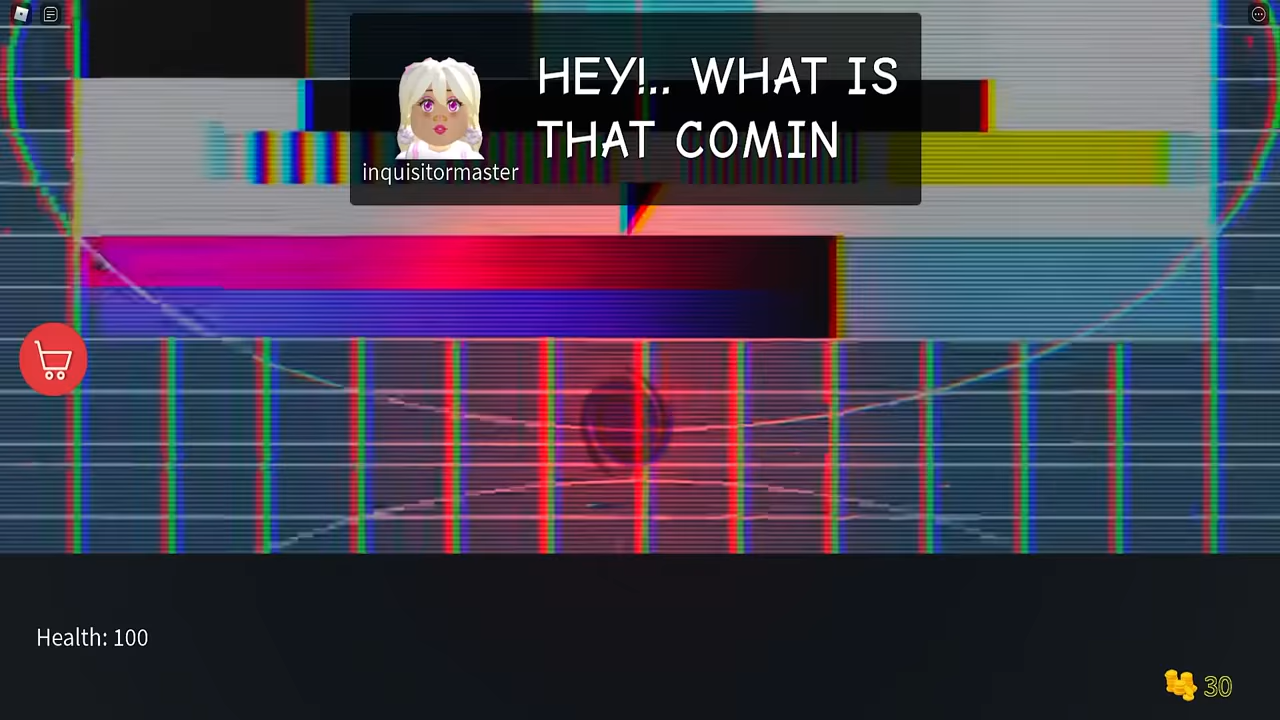 HEY!.. WHAT IS
THAT COMIN
inquisitormaster
Health: 100
30